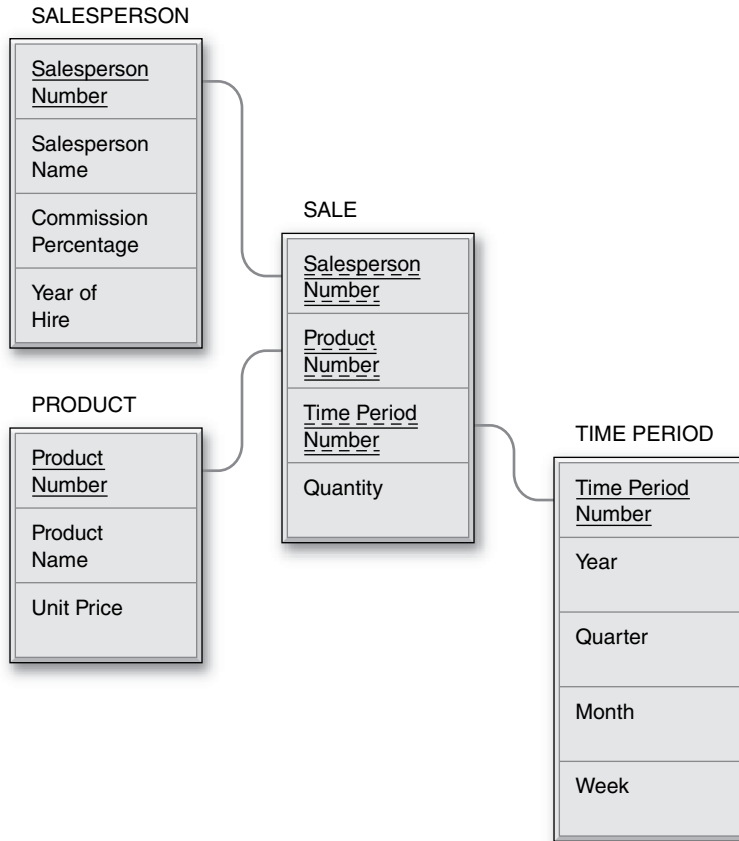 SALESPERSON
Salesperson
Number
Salesperson
Name
Commission
Percentage
Year of
Hire
PRODUCT
Product
Number
Product
Name
Unit Price
SALE
Salesperson
Number
Product
Number
Time Period
Number
Quantity
TIME PERIOD
Time Period
Number
Year
Quarter
Month
Week